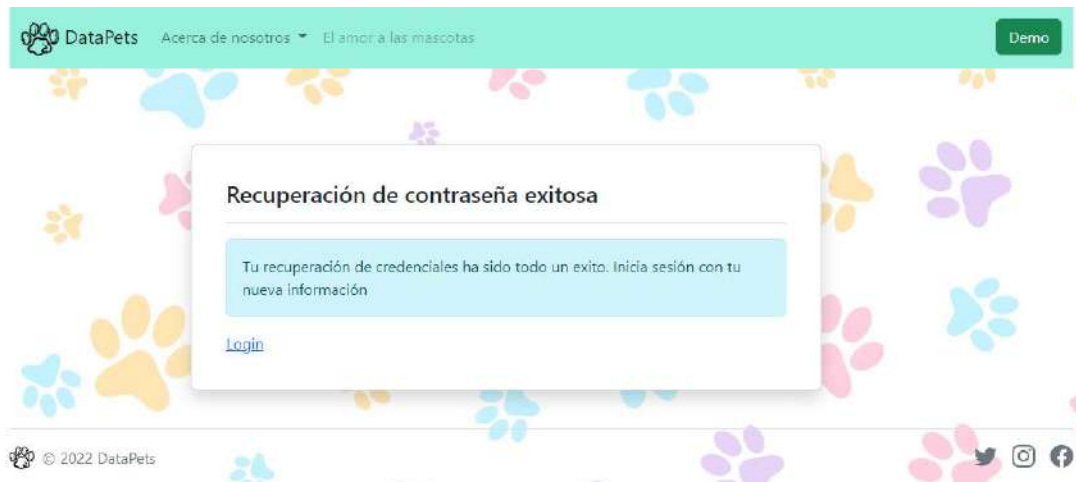 DataPets Acerca de nosotros El amor a las mascotas Demo
Recuperación de contraseña exitosa
Tu recuperación de credenciales ha sido todo un exito. Inicia sesión con tu
nueva información
Login
© 2022 DataPets